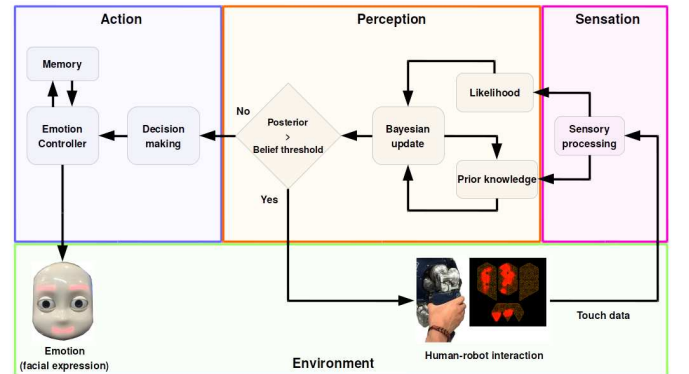 Action
Perception
Sensation
Memory
Likelihood
No
Emotion
Controller
Decision
making
Posterior
>
Belief threshold
Bayesian
update
Sensory
processing
Prior knowledge
Yes
Touch data
Emotion
(facial expression)
Human-robot interaction
Environment